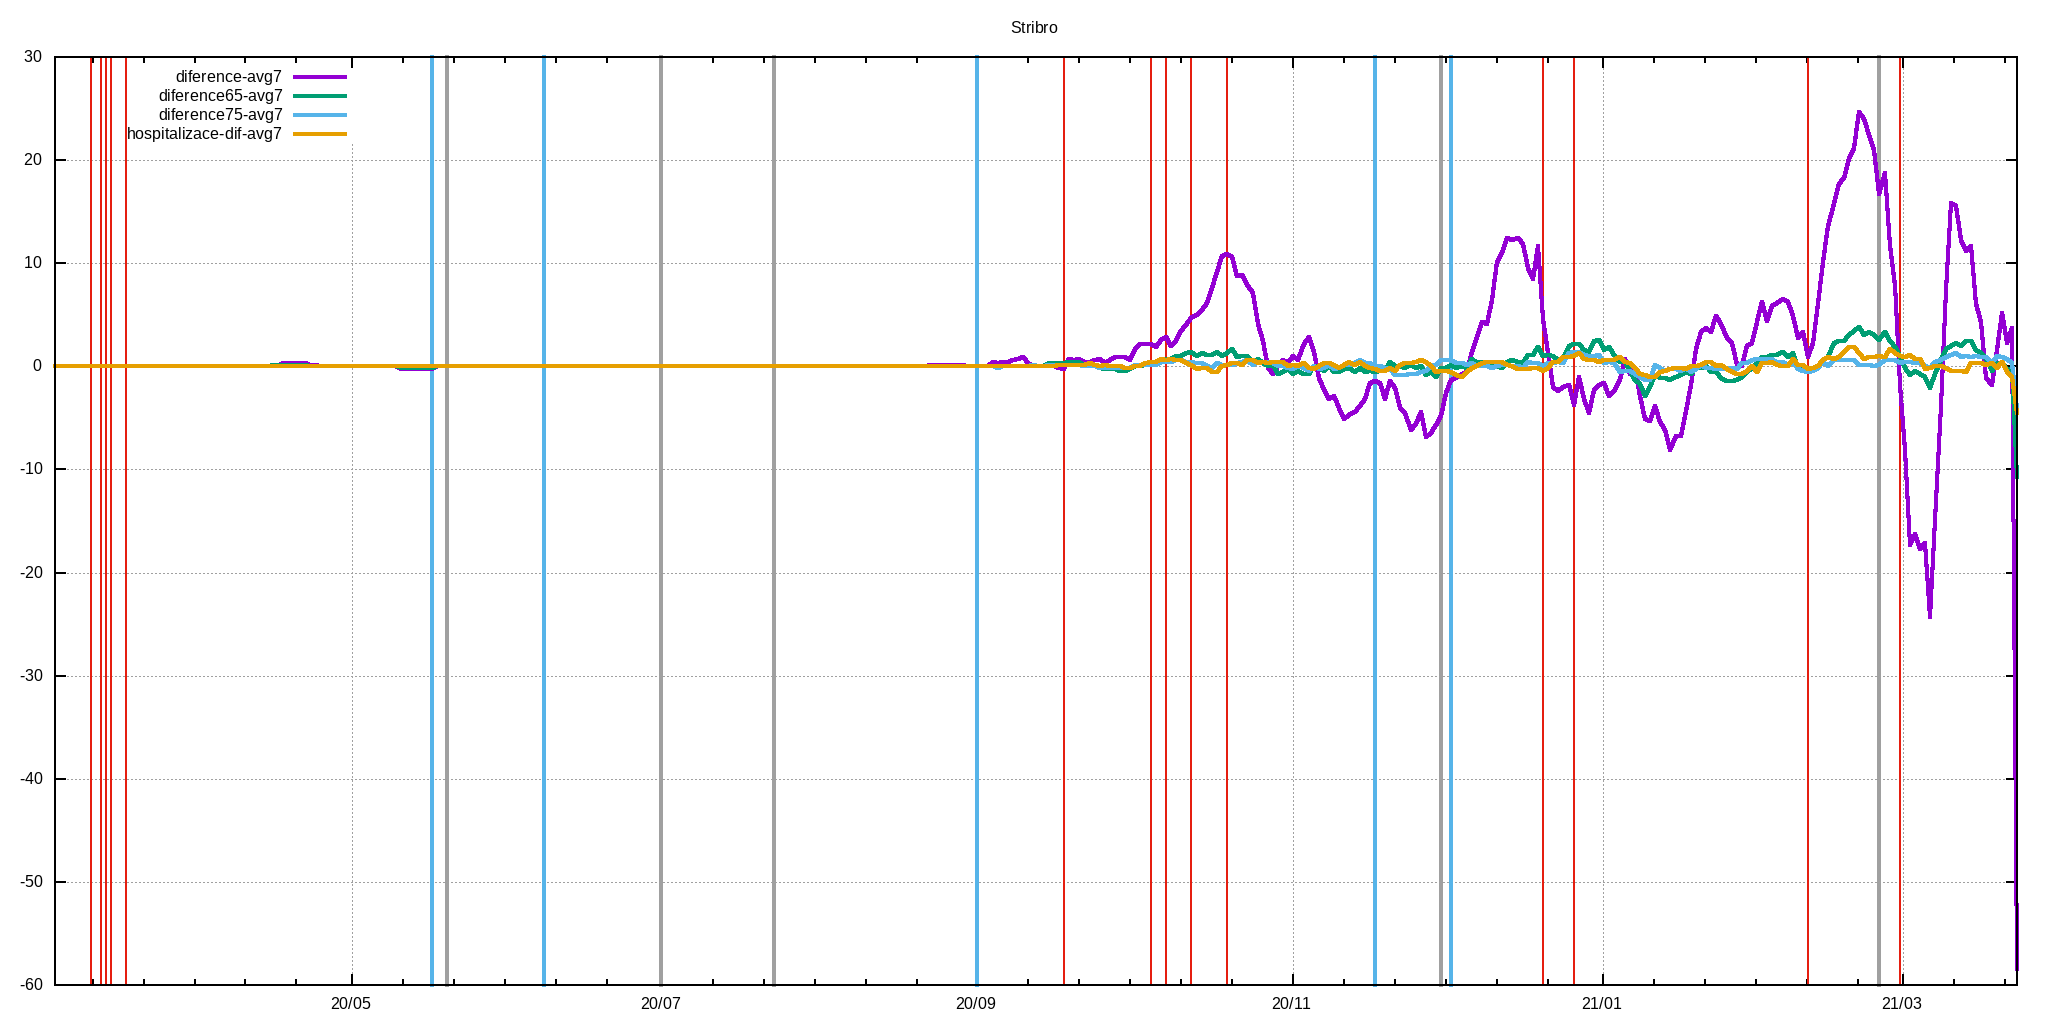 Stribro
diference-avg7
diference65-avg7
diference75-avg7
hospitalizace-dif-avg7
30
20
10
0
-10
-20
-30
-40
-50
-60
20/05 20/07 20/09 20/11 21/01 21/03